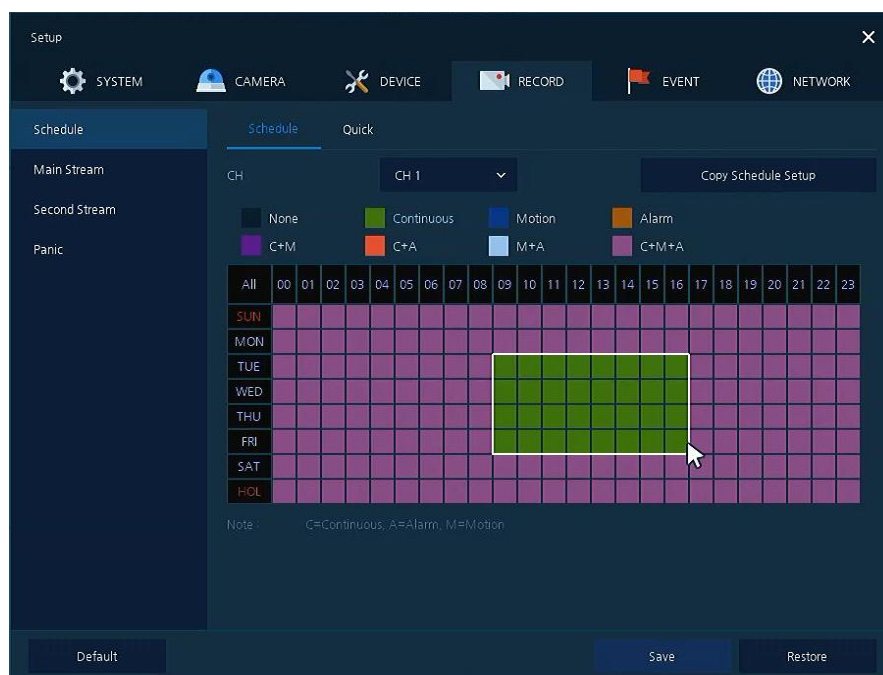 Setup
SYSTEM CAMERA DEVICE RECORD EVENT NETWORK
Schedule
Main Stream
Second Stream
Panic
Schedule Quick
CH CH 1 Copy Schedule Setup
None Continuous Motion Alarm
C+M C+A M+A C+M+A
All 00 01 02 03 04 05 06 07 08 09 10 11 12 13 14 15 16 17 18 19 20 21 22 23
SUN
MON
TUE
WED
THU
FRI
SAT
HOL
Note : C=Continuous, A=Alarm, M=Motion
Default Save Restore